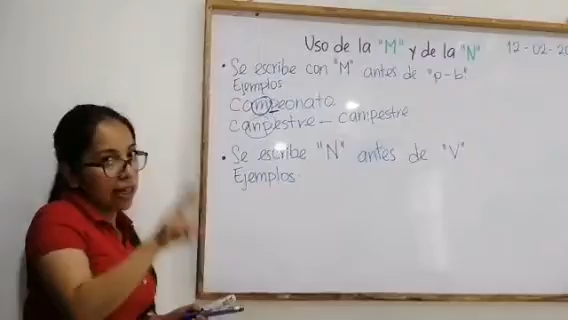 Uso de la "M" y de la "N" 12-02-20
• Se escribe con "M" antes de "p-b".
Ejemplos
Campeonato
canpestre - campestre
• Se escribe "N" antes de "V"
Ejemplos.